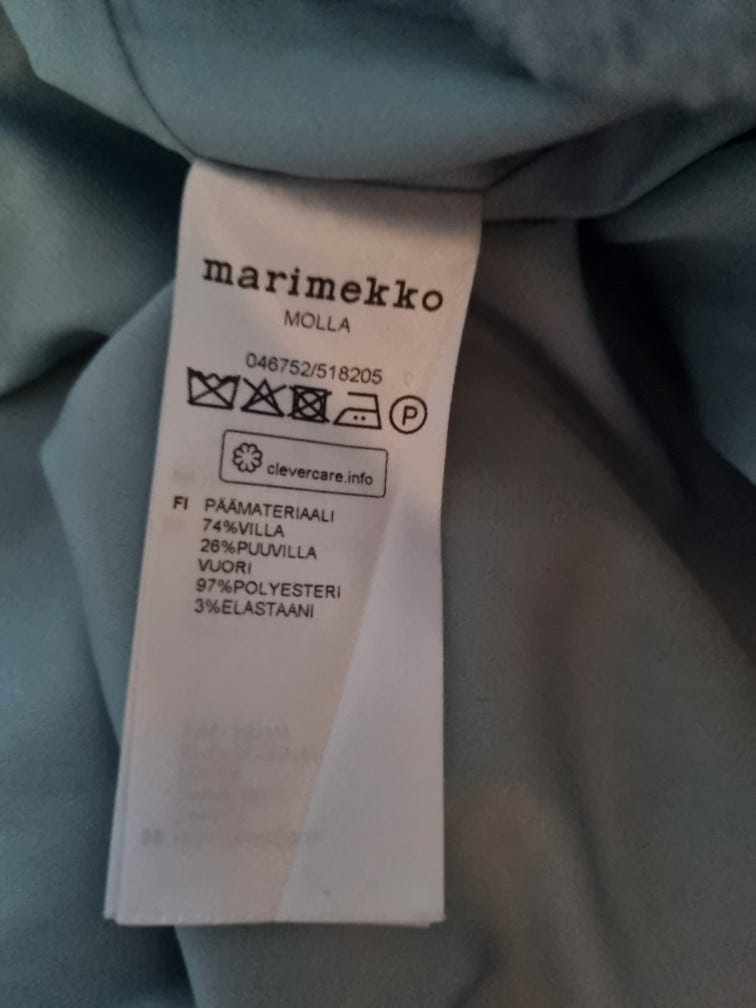 marimekko
MOLLA
046752/518205
P
clevercare.info
FI PÄÄMATERIAALI
74%VILLA
26%PUUVILLA
VUORI
97%POLYESTERI
3%ELASTAANI